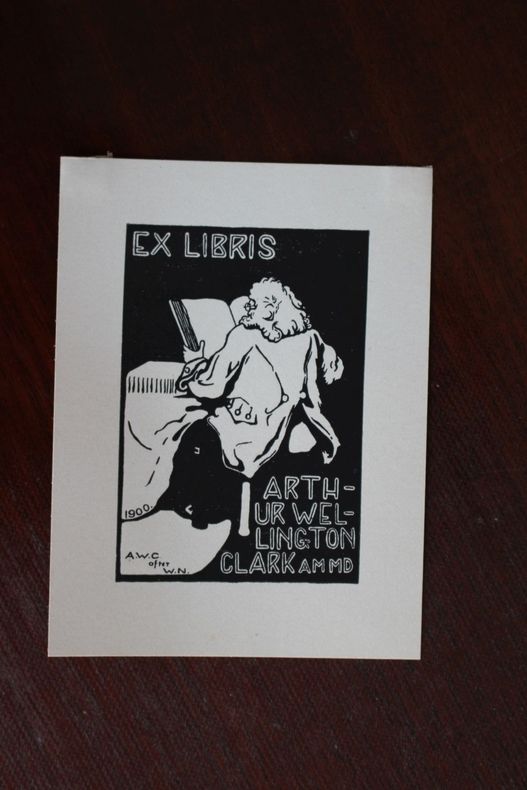 EX LIBRIS
ARTH-
UR WEL-
LINGTON
CLARK AM MD
1900.
A.W.C
after
W.N.